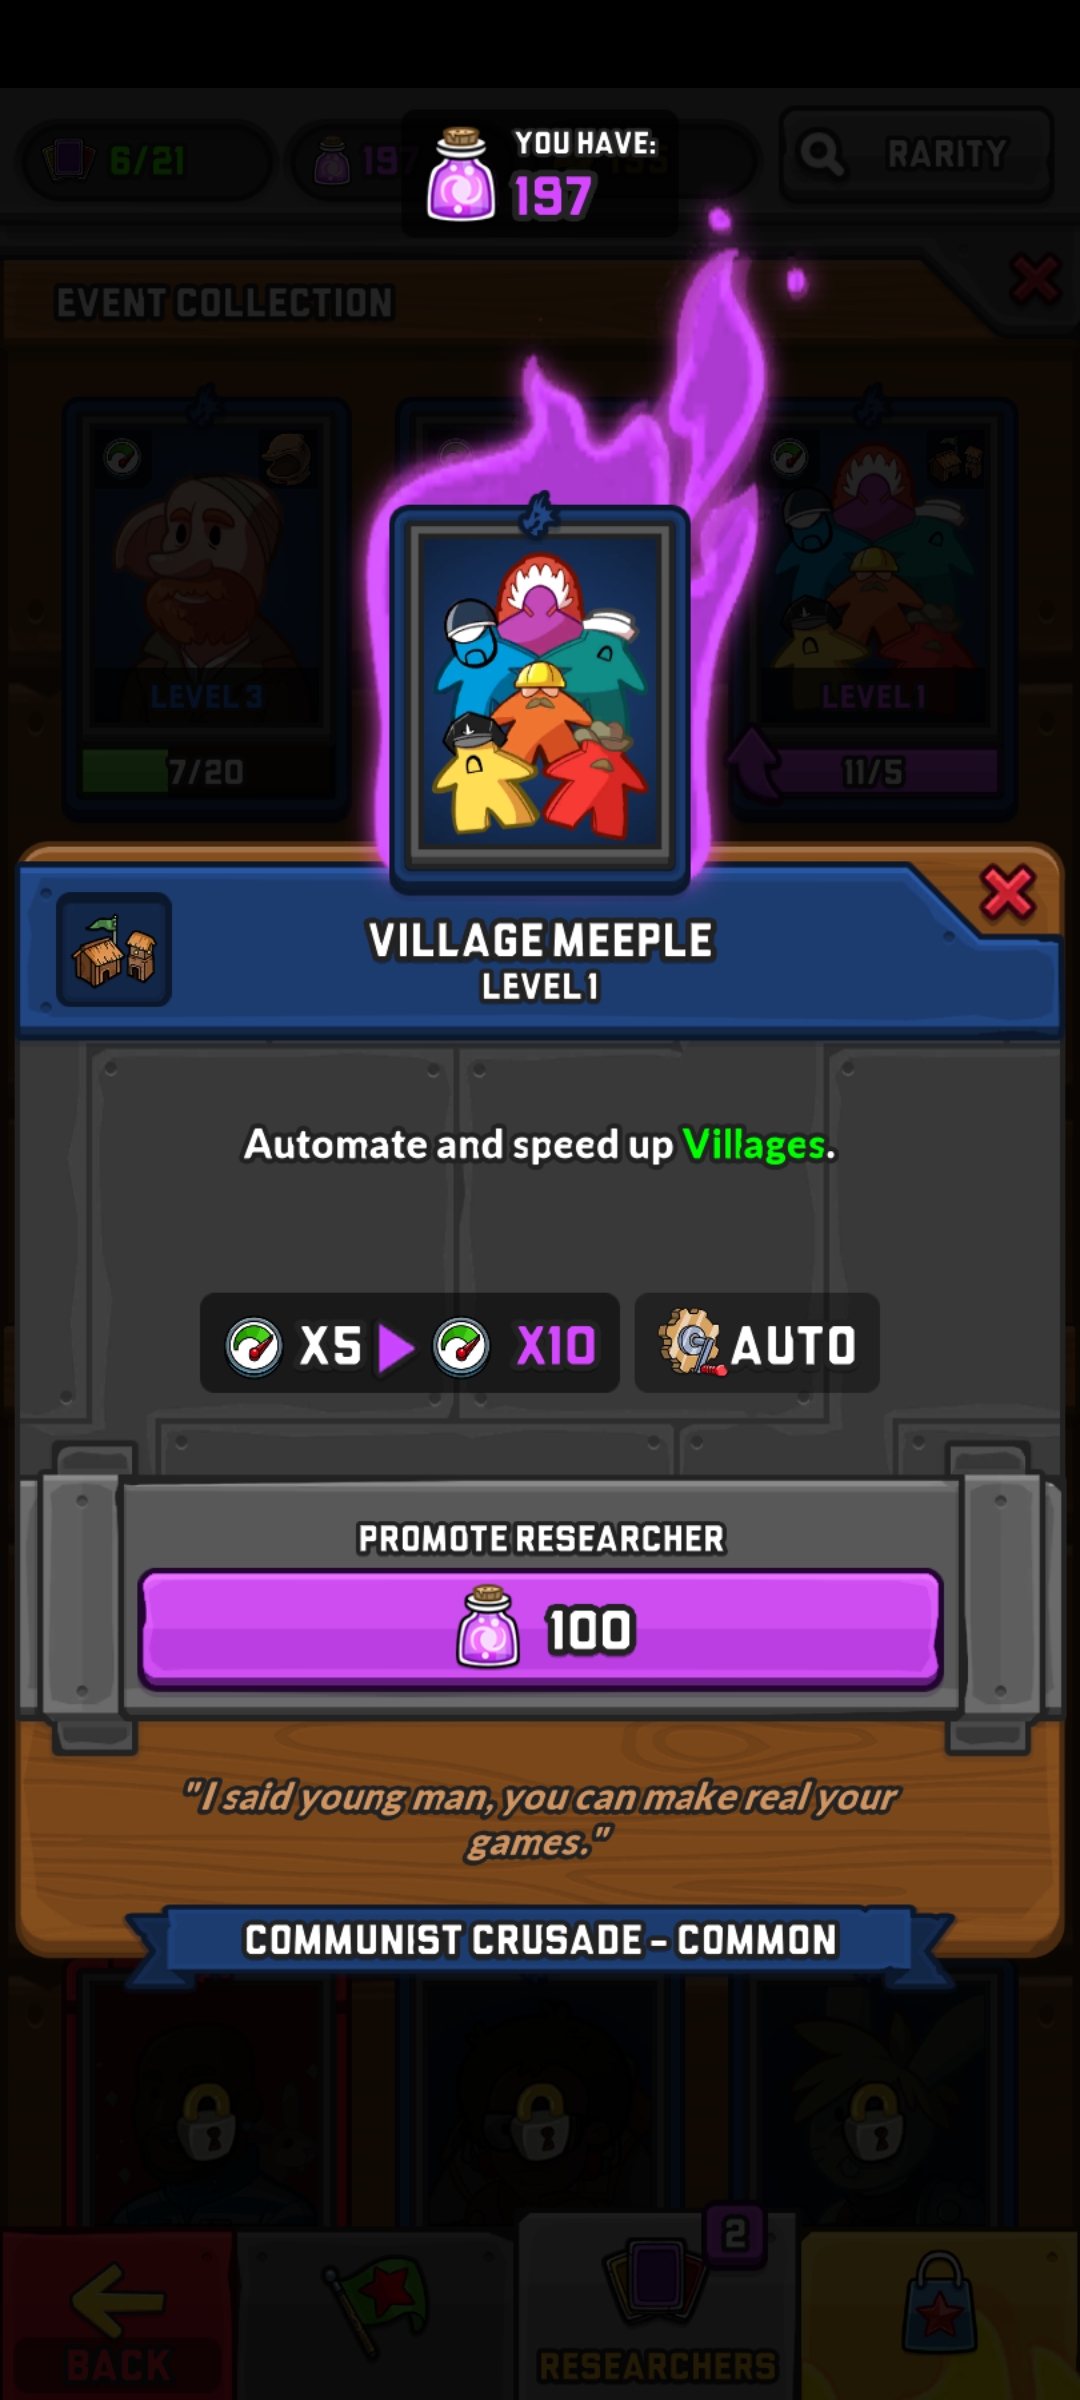 YOU HAVE:
6/21
197
197
RARITY
EVENT COLLECTION
LEVEL 3
LEVEL 1
7/20
11/5
VILLAGE MEEPLE
LEVEL 1
Automate and speed up Villages.
X5
X10
AUTO
PROMOTE RESEARCHER
100
"I said young man, you can make real your
games."
COMMUNIST CRUSADE - COMMON
2
BACK
RESEARCHERS